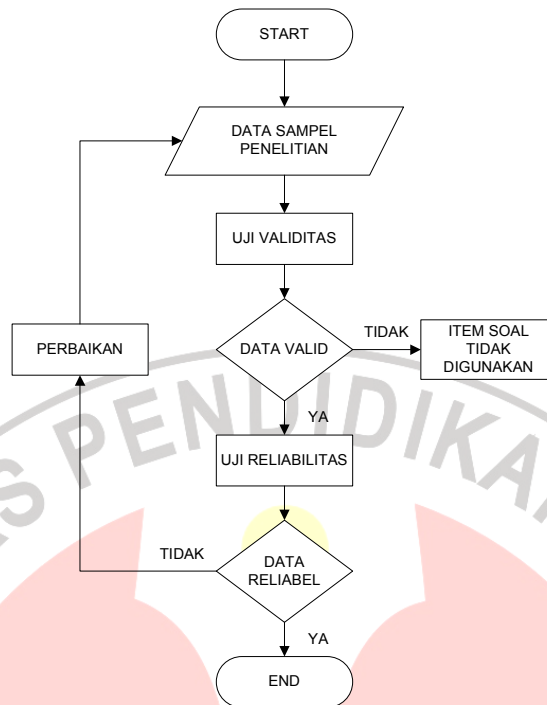 START
DATA SAMPEL
PENELITIAN
UJI VALIDITAS
DATA VALID
TIDAK
ITEM SOAL
TIDAK
DIGUNAKAN
PERBAIKAN
YA
UJI RELIABILITAS
TIDAK
DATA
RELIABEL
YA
END
S PENDIDIKA